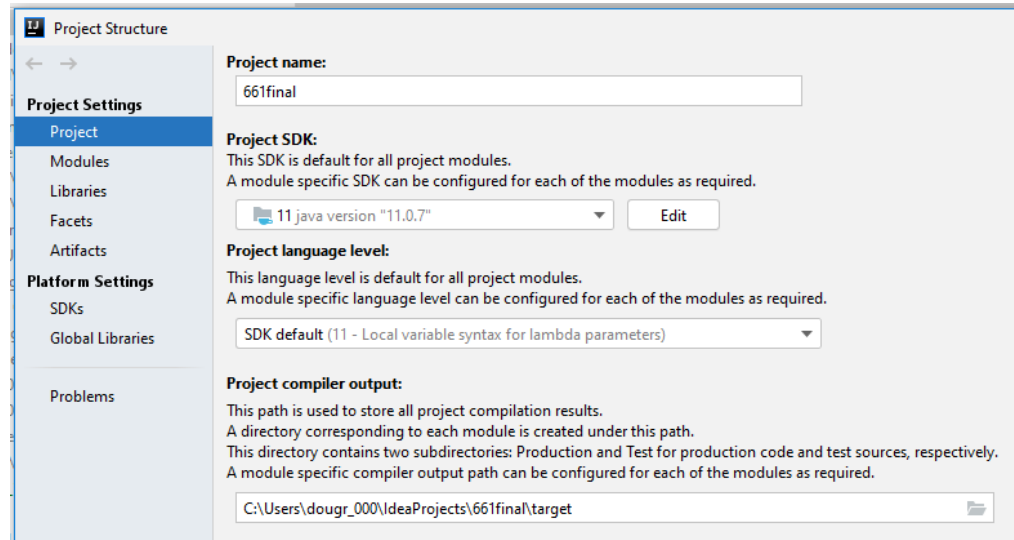 IJ Project Structure
Project name:
661final
Project Settings
Project
Modules
Libraries
Facets
Artifacts
Platform Settings
SDKs
Global Libraries
Problems
Project SDK:
This SDK is default for all project modules.
A module specific SDK can be configured for each of the modules as required.
11 java version "11.0.7"
Edit
Project language level:
This language level is default for all project modules.
A module specific language level can be configured for each of the modules as required.
SDK default (11 - Local variable syntax for lambda parameters)
Project compiler output:
This path is used to store all project compilation results.
A directory corresponding to each module is created under this path.
This directory contains two subdirectories: Production and Test for production code and test sources, respectively.
A module specific compiler output path can be configured for each of the modules as required.
C:\Users\dougr_000\IdeaProjects\661final\target